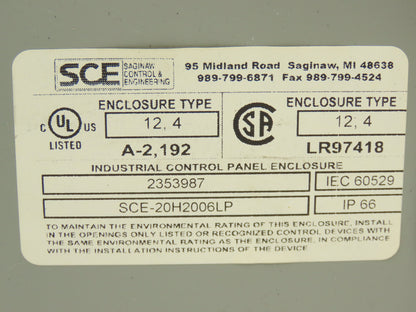 SCE SAGINAW CONTROL & ENGINEERING
95 Midland Road Saginaw, MI 48638
989-799-6871 Fax 989-799-4524
C UL US LISTED
ENCLOSURE TYPE
12, 4
A-2,192
CSA
ENCLOSURE TYPE
12, 4
LR97418
INDUSTRIAL CONTROL PANEL ENCLOSURE
2353987
IEC 60529
SCE-20H2006LP
IP 66
TO MAINTAIN THE ENVIRONMENTAL RATING OF THIS ENCLOSURE, INSTALL
IN THE OPENINGS ONLY LISTED OR RECOGNIZED CONTROL DEVICES WITH
THE SAME ENVIRONMENTAL RATING AS THE ENCLOSURE, IN COMPLIANCE
WITH THE INSTALLATION INSTRUCTIONS OF THE DEVICE